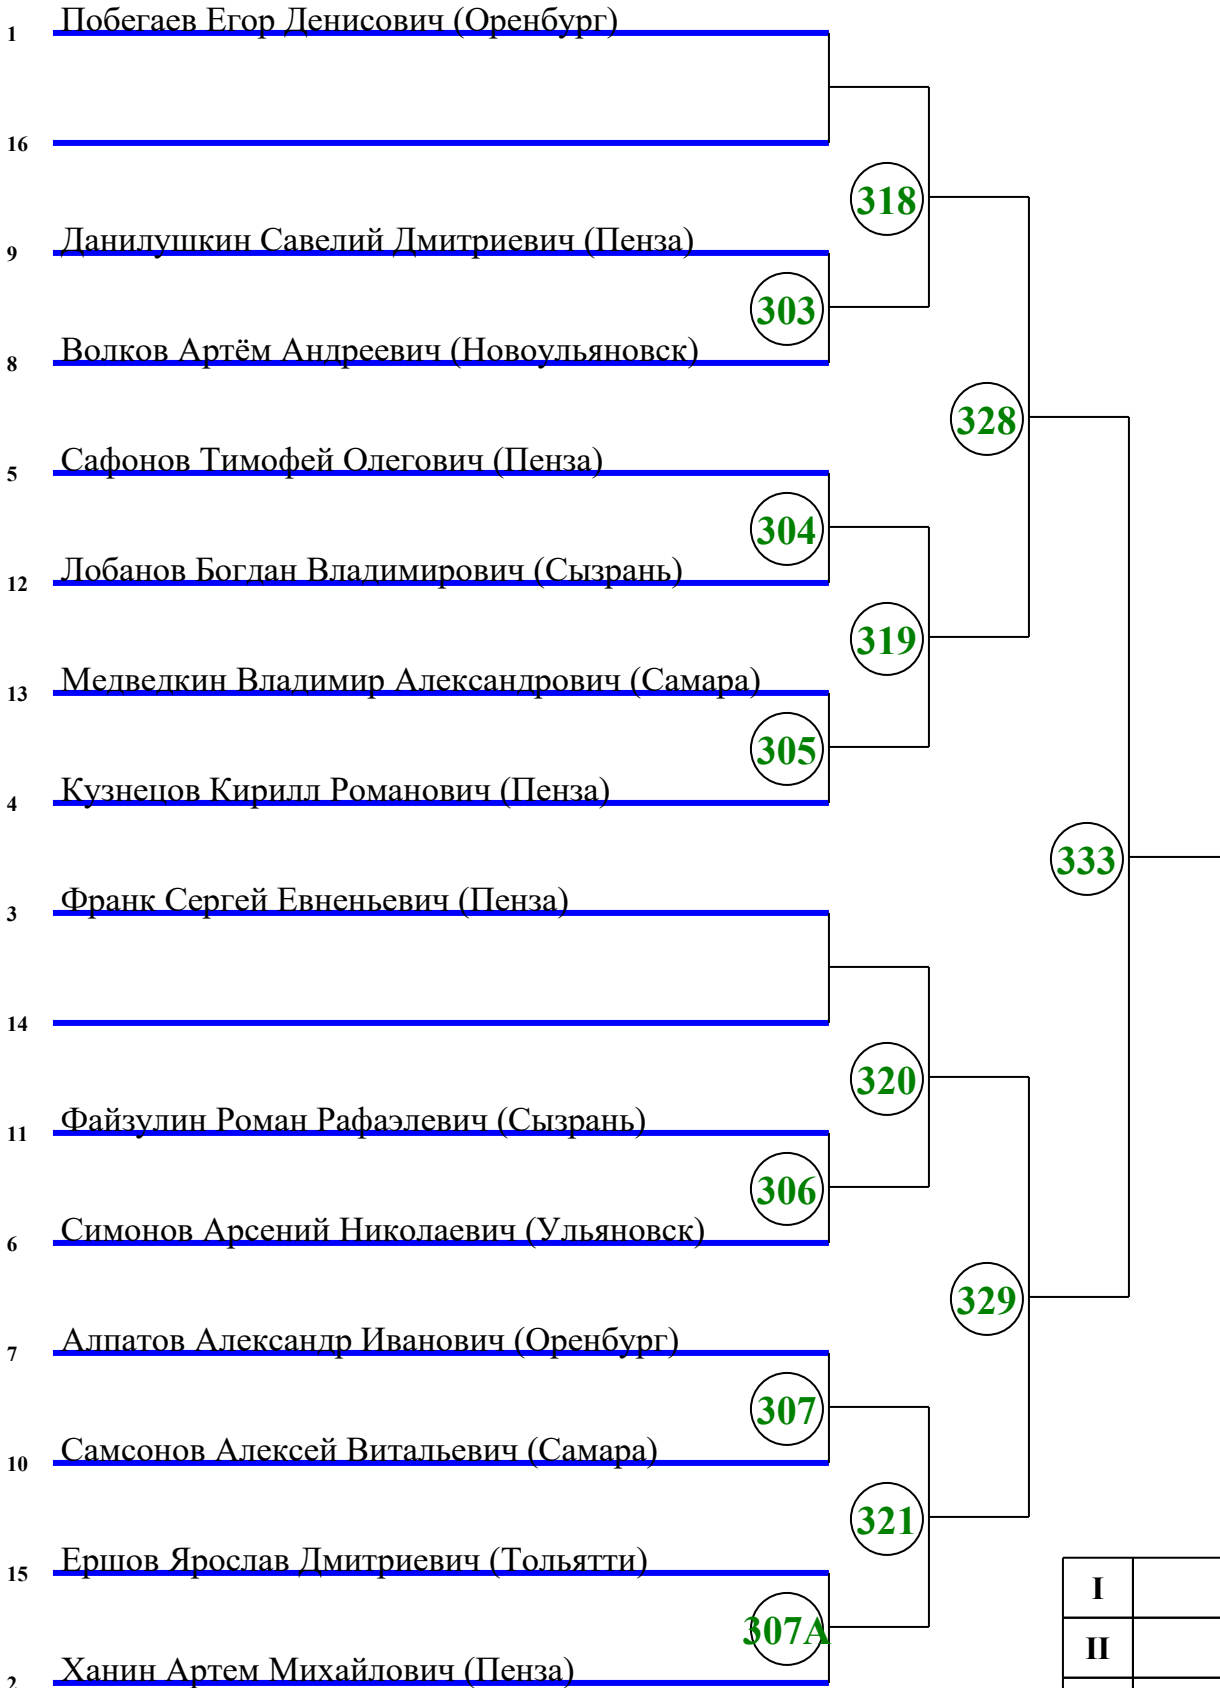 1 Побегаев Егор Денисович (Оренбург)
16
318
9 Данилушкин Савелий Дмитриевич (Пенза)
303
8 Волков Артём Андреевич (Новоульяновск)
328
5 Сафонов Тимофей Олегович (Пенза)
304
12 Лобанов Богдан Владимирович (Сызрань)
319
13 Медведкин Владимир Александрович (Самара)
305
4 Кузнецов Кирилл Романович (Пенза)
333
3 Франк Сергей Евненьевич (Пенза)
14
320
11 Файзулин Роман Рафаэлевич (Сызрань)
306
6 Симонов Арсений Николаевич (Ульяновск)
329
7 Алпатов Александр Иванович (Оренбург)
307
10 Самсонов Алексей Витальевич (Самара)
321
15 Ершов Ярослав Дмитриевич (Тольятти)
I
307А
II
2 Ханин Артем Михайлович (Пенза)